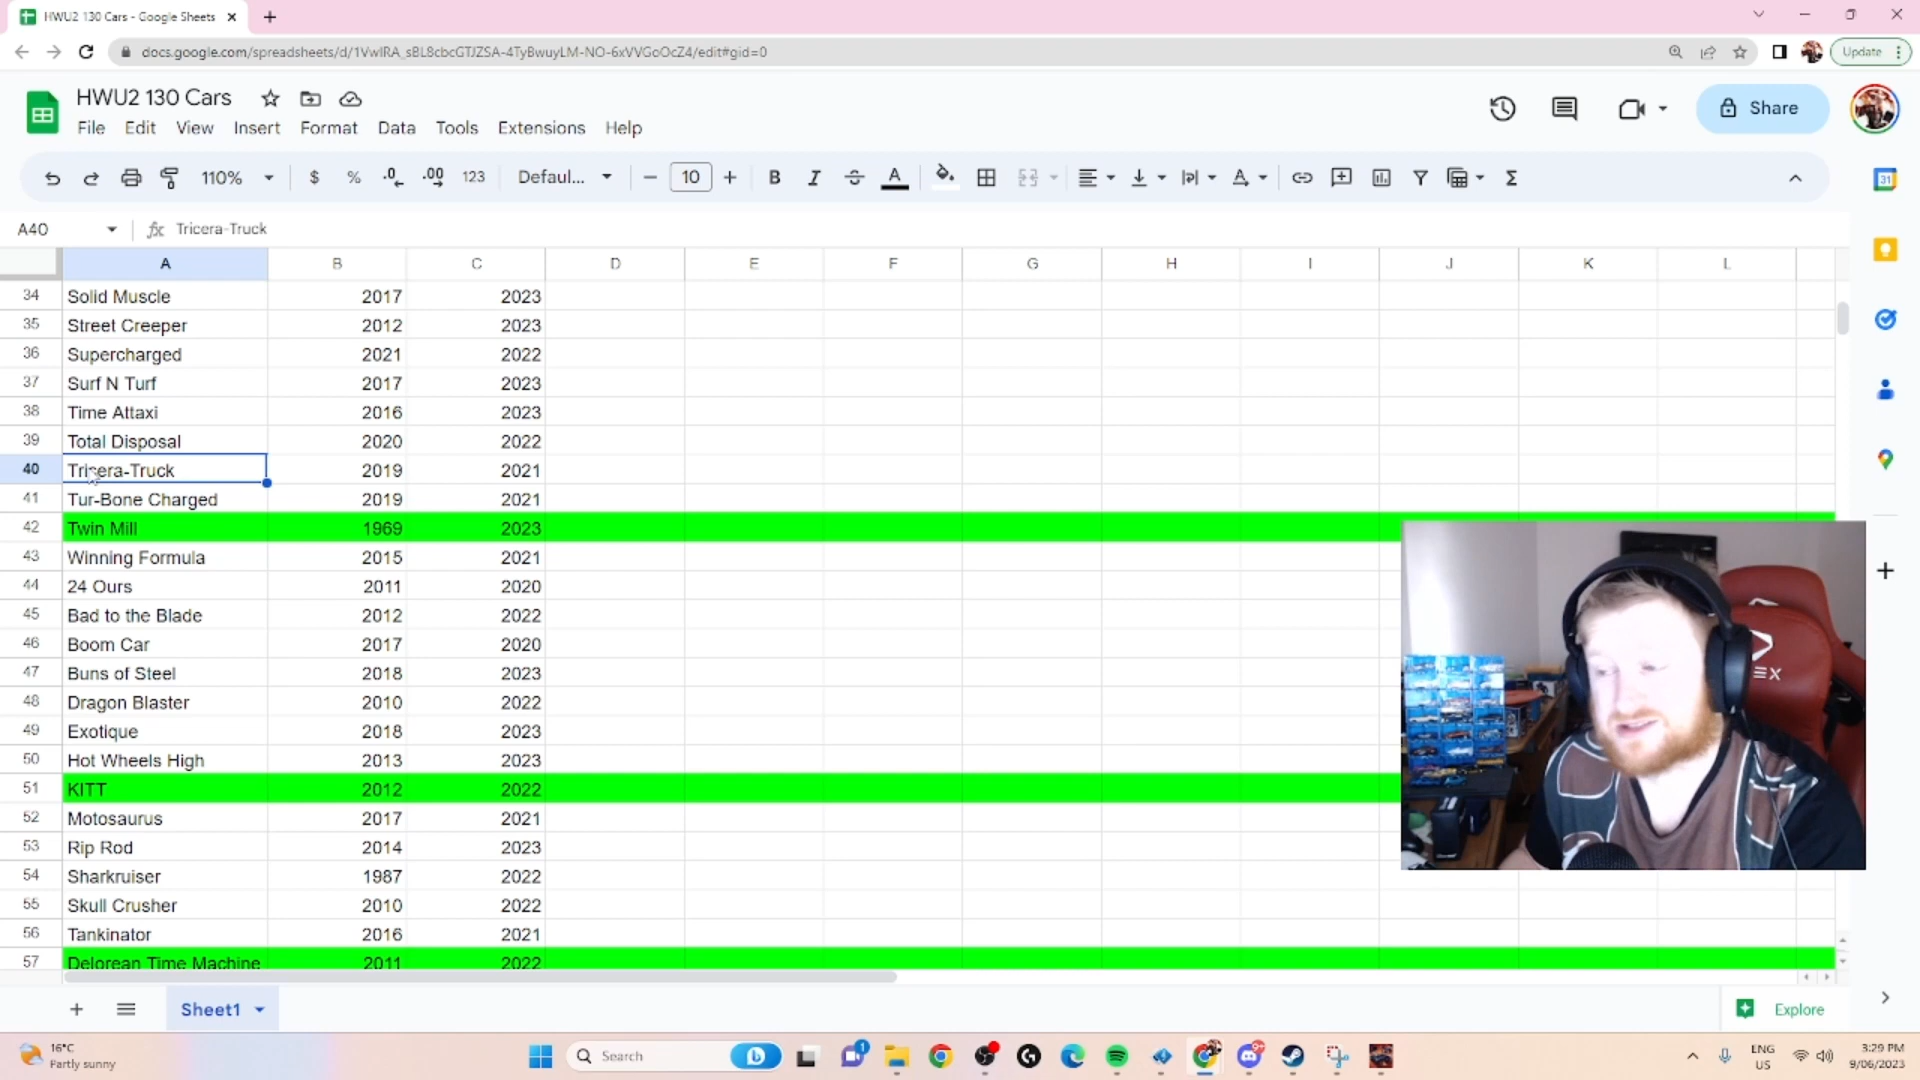 HWU2 130 Cars - Google Sheets
docs.google.com/spreadsheets/d/1VwlRA_sBL8cbcGTJZSA-4TyBwuyLM-NO-6xVVGoOcZ4/edit#gid=0
Update
HWU2 130 Cars
File Edit View Insert Format Data Tools Extensions Help
Share
110% $ % .0 .00 123 Defaul... 10 B I A
A40 fx Tricera-Truck
A B C D E F G H I J K L
34 Solid Muscle 2017 2023
35 Street Creeper 2012 2023
36 Supercharged 2021 2022
37 Surf N Turf 2017 2023
38 Time Attaxi 2016 2023
39 Total Disposal 2020 2022
40 Tricera-Truck 2019 2021
41 Tur-Bone Charged 2019 2021
42 Twin Mill 1969 2023
43 Winning Formula 2015 2021
44 24 Ours 2011 2020
45 Bad to the Blade 2012 2022
46 Boom Car 2017 2020
47 Buns of Steel 2018 2023
48 Dragon Blaster 2010 2022
49 Exotique 2018 2023
50 Hot Wheels High 2013 2023
51 KITT 2012 2022
52 Motosaurus 2017 2021
53 Rip Rod 2014 2023
54 Sharkruiser 1987 2022
55 Skull Crusher 2010 2022
56 Tankinator 2016 2021
57 Delorean Time Machine 2011 2022
Sheet1
Explore
16°C
Partly sunny
Search
ENG
US
3:29 PM
9/06/2023